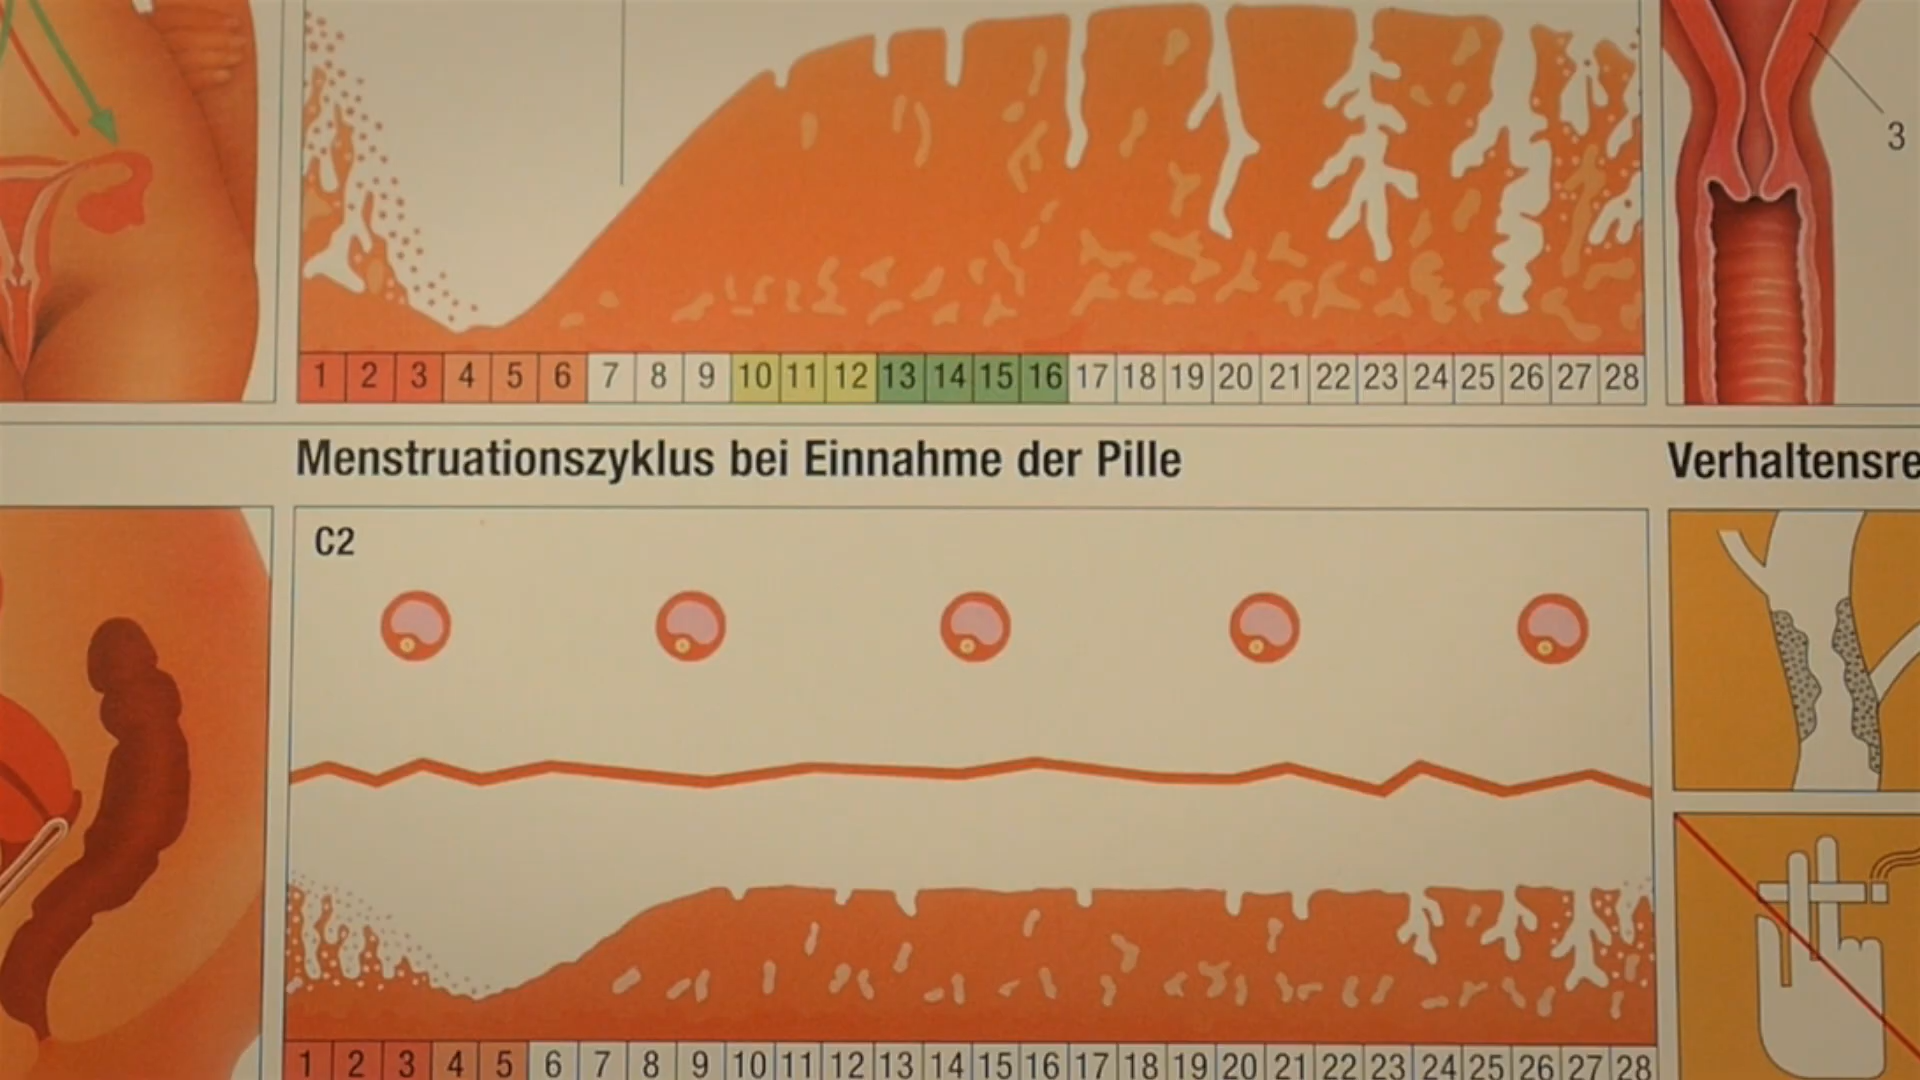 3
1 2 3 4 5 6 7 8 9 10 11 12 13 14 15 16 17 18 19 20 21 22 23 24 25 26 27 28
Menstruationszyklus bei Einnahme der Pille
Verhaltensre
C2
1 2 3 4 5 6 7 8 9 10 11 12 13 14 15 16 17 18 19 20 21 22 23 24 25 26 27 28